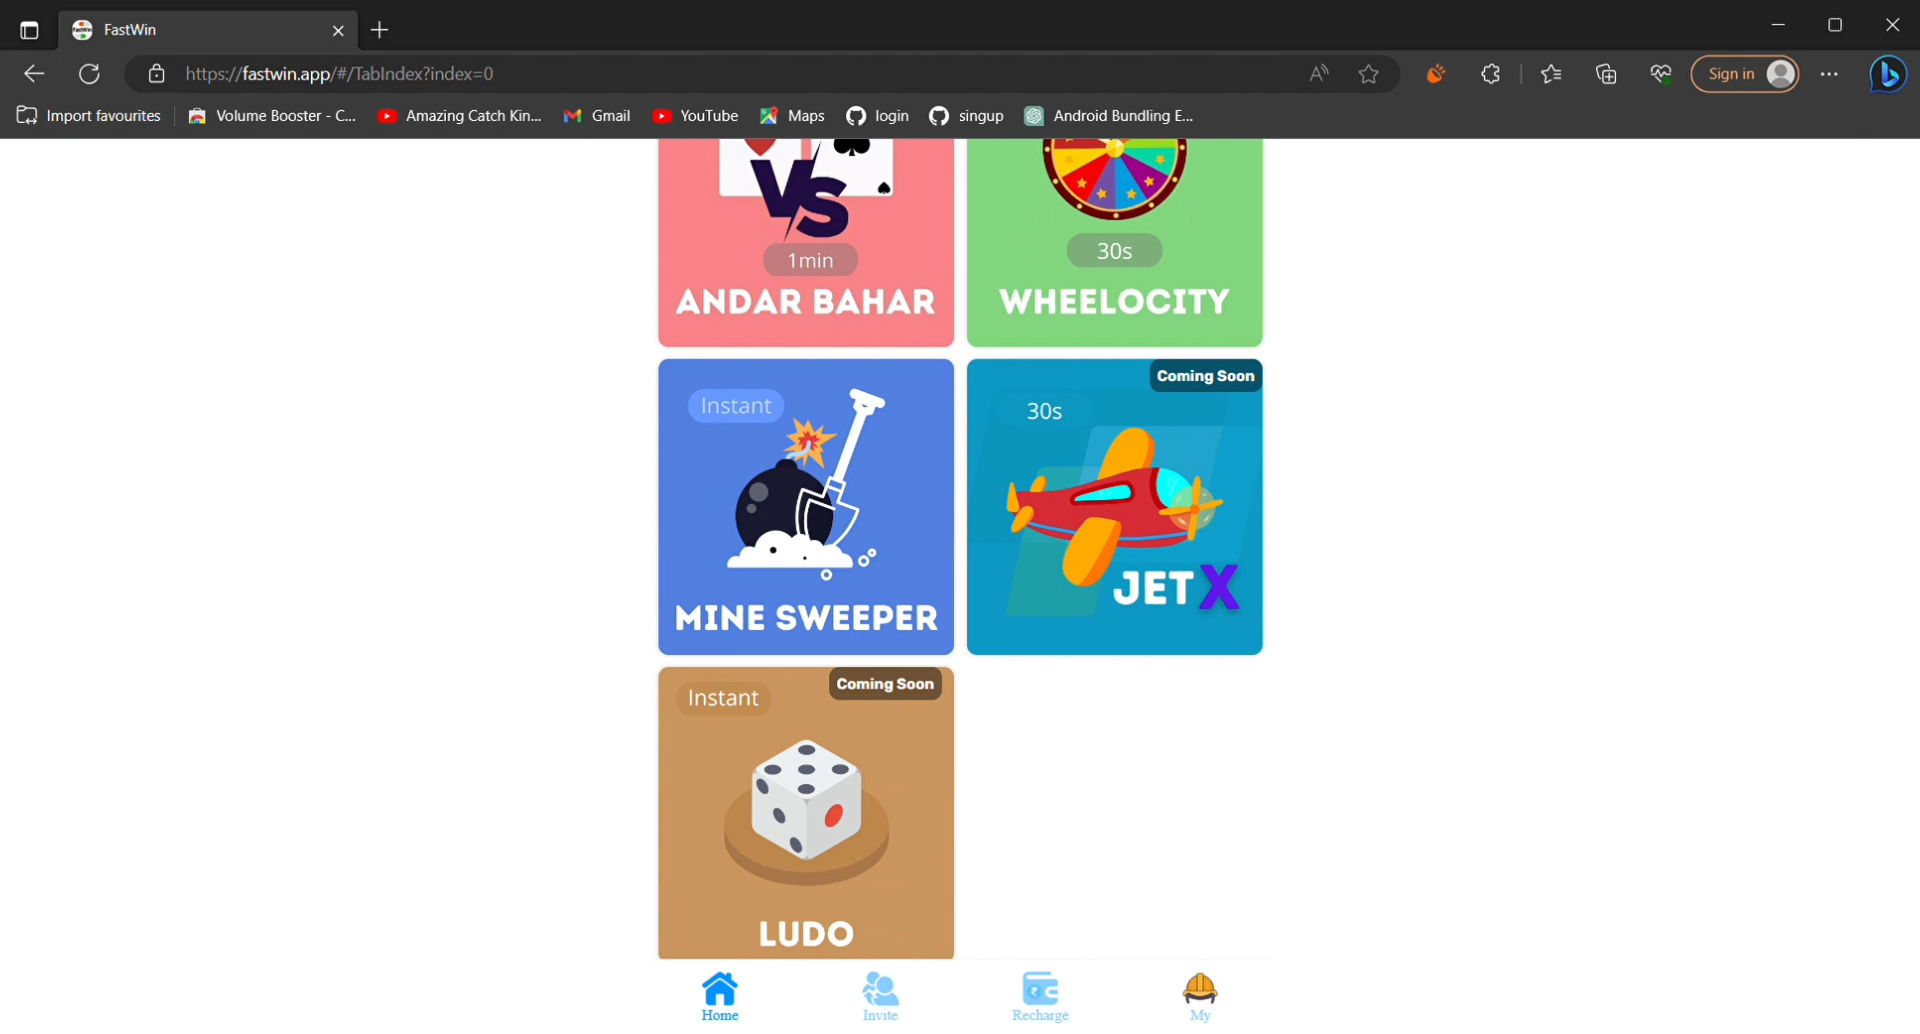 FastWin
https://fastwin.app/#/TabIndex?index=0
Sign in
Import favourites
Volume Booster - C...
Amazing Catch Kin...
Gmail
YouTube
Maps
login
singup
Android Bundling E...
VS
1min
ANDAR BAHAR
30s
WHEELOCITY
Instant
MINE SWEEPER
Coming Soon
30s
JET X
Instant
Coming Soon
LUDO
Home
Invite
Recharge
My